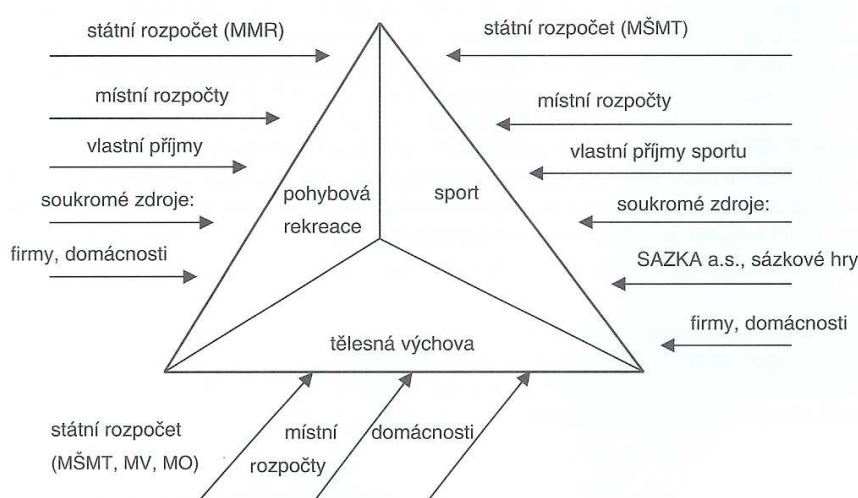 státní rozpočet (MMR)
místní rozpočty
vlastní příjmy
soukromé zdroje:
firmy, domácnosti
státní rozpočet (MŠMT)
místní rozpočty
vlastní příjmy sportu
soukromé zdroje:
SAZKA a.s., sázkové hry
firmy, domácnosti
pohybová
rekreace
sport
tělesná výchova
státní rozpočet
(MŠMT, MV, MO)
místní
rozpočty
domácnosti